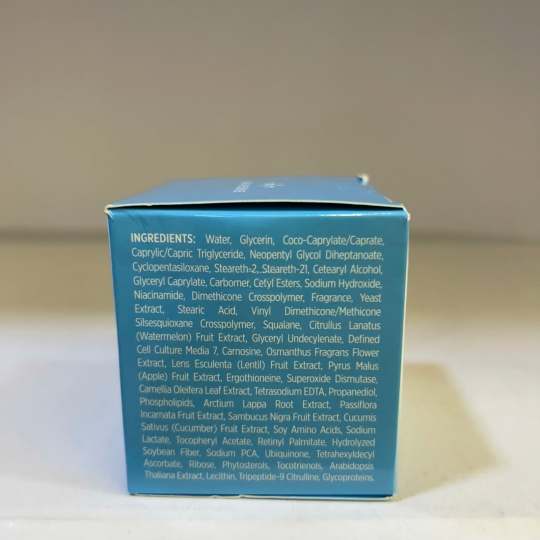 INGREDIENTS: Water, Glycerin, Coco-Caprylate/Caprate,
Caprylic/Capric Triglyceride, Neopentyl Glycol Diheptanoate,
Cyclopentasiloxane, Steareth-2, Steareth-21, Cetearyl Alcohol,
Glyceryl Caprylate, Carbomer, Cetyl Esters, Sodium Hydroxide,
Niacinamide, Dimethicone Crosspolymer, Fragrance, Yeast
Extract, Stearic Acid, Vinyl Dimethicone/Methicone
Silsesquioxane Crosspolymer, Squalane, Citrullus Lanatus
(Watermelon) Fruit Extract, Glyceryl Undecylenate, Defined
Cell Culture Media 7, Carnosine, Osmanthus Fragrans Flower
Extract, Lens Esculenta (Lentil) Fruit Extract, Pyrus Malus
(Apple) Fruit Extract, Ergothioneine, Superoxide Dismutase,
Camellia Oleifera Leaf Extract, Tetrasodium EDTA, Propanediol,
Phospholipids, Arctium Lappa Root Extract, Passiflora
Incarnata Fruit Extract, Sambucus Nigra Fruit Extract, Cucumis
Sativus (Cucumber) Fruit Extract, Soy Amino Acids, Sodium
Lactate, Tocopheryl Acetate, Retinyl Palmitate, Hydrolyzed
Soybean Fiber, Sodium PCA, Ubiquinone, Tetrahexyldecyl
Ascorbate, Ribose, Phytosterols, Tocotrienols, Arabidopsis
Thaliana Extract, Lecithin, Tripeptide-9 Citrulline, Glycoproteins.